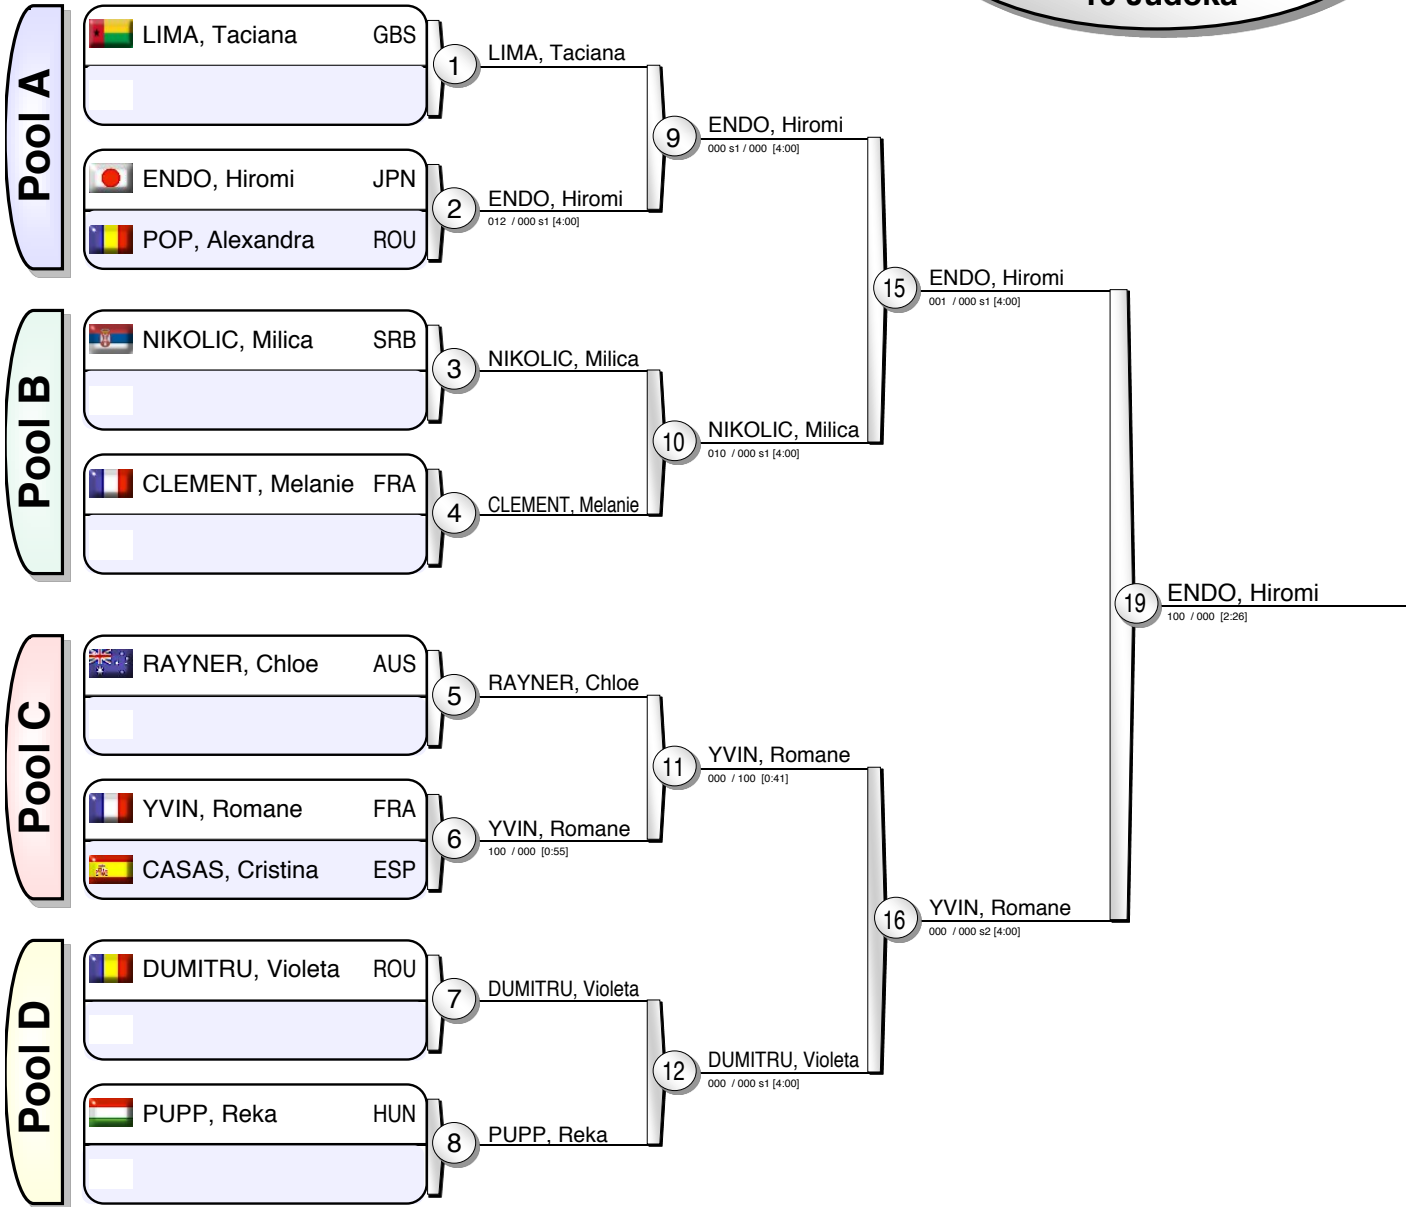 10 Judoka
Pool A
LIMA, Taciana GBS
1
LIMA, Taciana
ENDO, Hiromi JPN
POP, Alexandra ROU
2
ENDO, Hiromi
012 / 000 s1 [4:00]
9
ENDO, Hiromi
000 s1 / 000 [4:00]
Pool B
NIKOLIC, Milica SRB
3
NIKOLIC, Milica
CLEMENT, Melanie FRA
4
CLEMENT, Melanie
10
NIKOLIC, Milica
010 / 000 s1 [4:00]
15
ENDO, Hiromi
001 / 000 s1 [4:00]
Pool C
RAYNER, Chloe AUS
5
RAYNER, Chloe
YVIN, Romane FRA
CASAS, Cristina ESP
6
YVIN, Romane
100 / 000 [0:55]
11
YVIN, Romane
000 / 100 [0:41]
Pool D
DUMITRU, Violeta ROU
7
DUMITRU, Violeta
PUPP, Reka HUN
8
PUPP, Reka
12
DUMITRU, Violeta
000 / 000 s1 [4:00]
16
YVIN, Romane
000 / 000 s2 [4:00]
19
ENDO, Hiromi
100 / 000 [2:26]